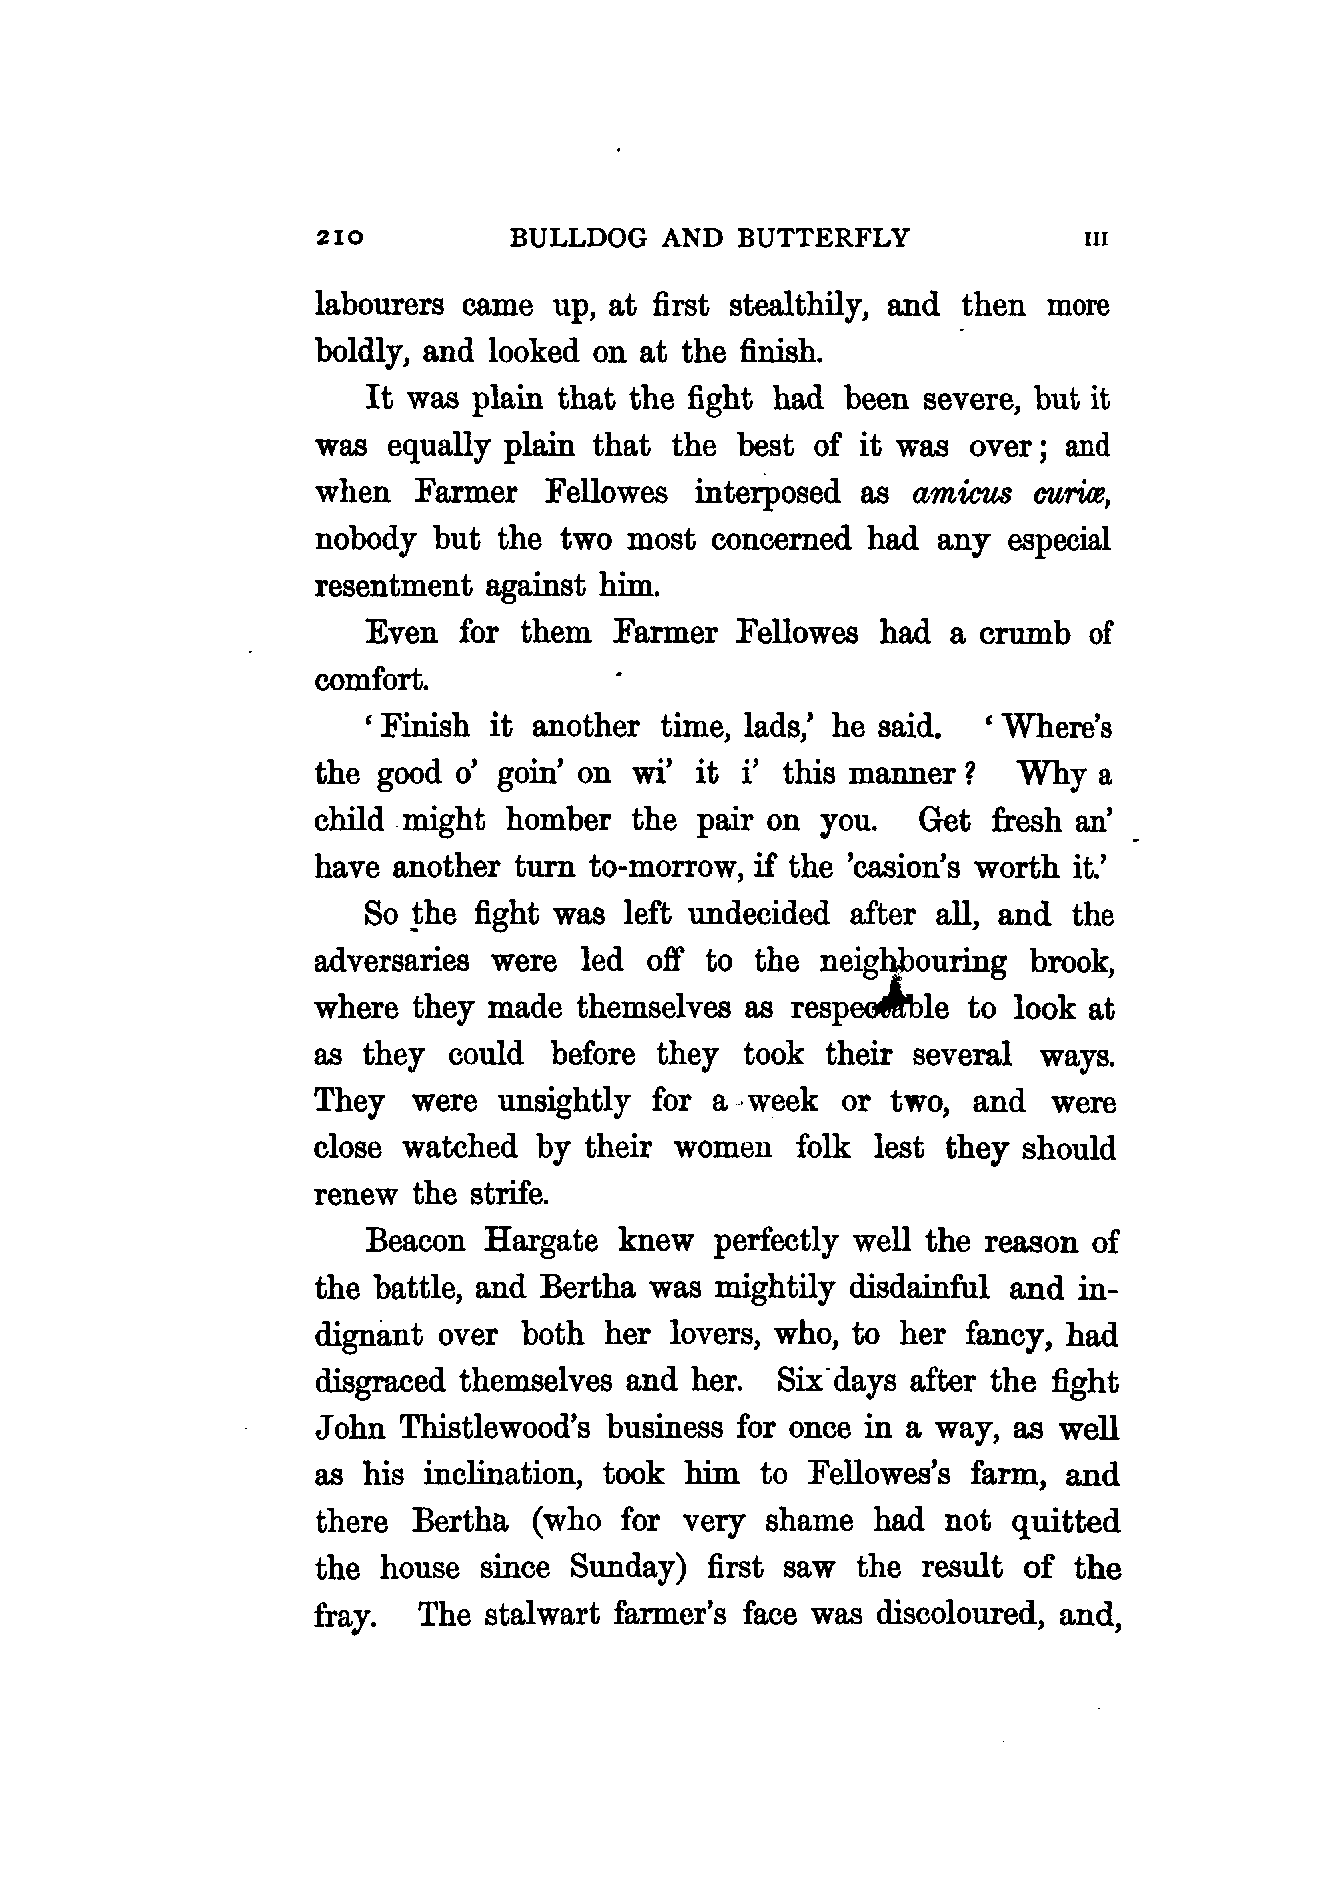 210 BULLDOG AND BUTTERFLY III
labourers came up, at first stealthily, and then more
boldly, and looked on at the finish.
It was plain that the fight had been severe, but it
was equally plain that the best of it was over; and
when Farmer Fellowes interposed as amicus curiæ,
nobody but the two most concerned had any especial
resentment against him.
Even for them Farmer Fellowes had a crumb of
comfort.
‘Finish it another time, lads,’ he said. ‘Where’s
the good o’ goin’ on wi’ it i’ this manner? Why a
child might homber the pair on you. Get fresh an’
have another turn to-morrow, if the ’casion’s worth it.’
So the fight was left undecided after all, and the
adversaries were led off to the neighbouring brook,
where they made themselves as respectable to look at
as they could before they took their several ways.
They were unsightly for a week or two, and were
close watched by their women folk lest they should
renew the strife.
Beacon Hargate knew perfectly well the reason of
the battle, and Bertha was mightily disdainful and in-
dignant over both her lovers, who, to her fancy, had
disgraced themselves and her. Six days after the fight
John Thistlewood’s business for once in a way, as well
as his inclination, took him to Fellowes’s farm, and
there Bertha (who for very shame had not quitted
the house since Sunday) first saw the result of the
fray. The stalwart farmer’s face was discoloured, and,